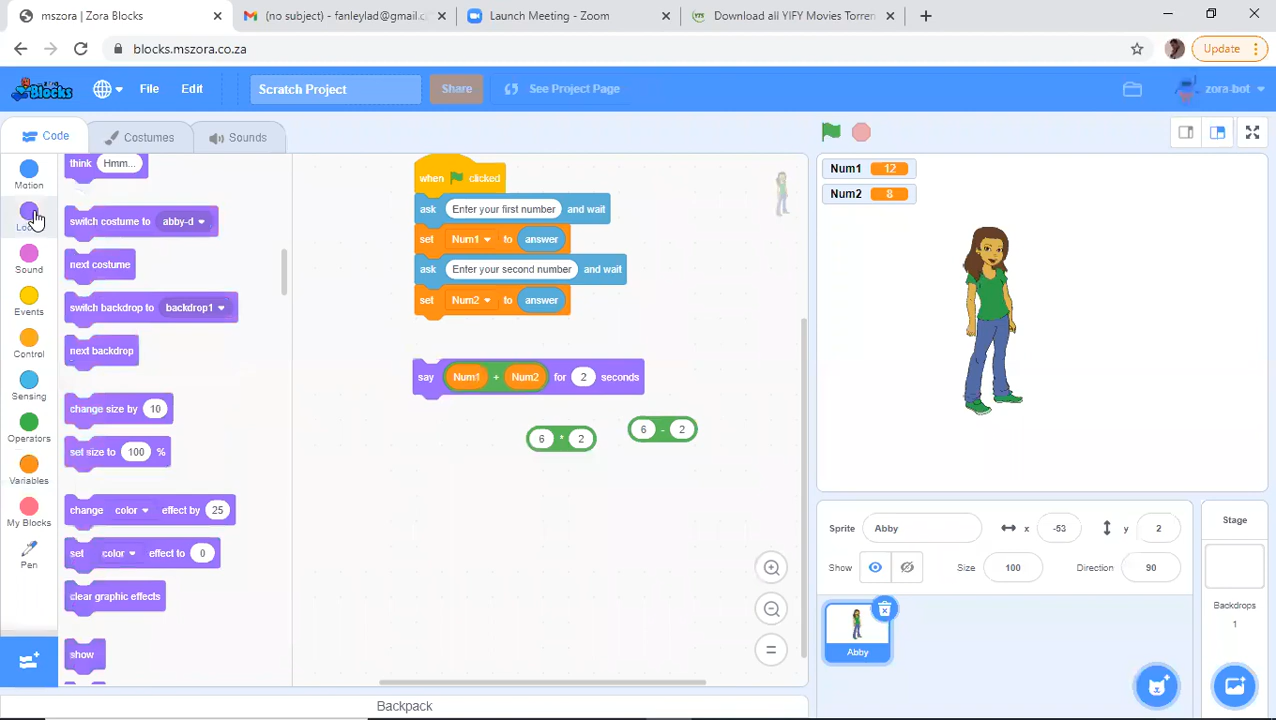 mszora | Zora Blocks
(no subject) - fanleylad@gmail.c
Launch Meeting - Zoom
Download all YIFY Movies Torren
blocks.mszora.co.za
Update
Blocks
File
Edit
Scratch Project
Share
See Project Page
zora-bot
Code
Costumes
Sounds
Motion
Sound
Events
Control
Sensing
Operators
Variables
My Blocks
Pen
think Hmm...
switch costume to abby-d
next costume
switch backdrop to backdrop1
next backdrop
change size by 10
set size to 100 %
change color effect by 25
set color effect to 0
clear graphic effects
show
when clicked
ask Enter your first number and wait
set Num1 to answer
ask Enter your second number and wait
set Num2 to answer
say Num1 + Num2 for 2 seconds
6 * 2
6 - 2
Backpack
Num1 12
Num2 8
Sprite Abby x -53 y 2
Show Size 100 Direction 90
Abby
Stage
Backdrops
1